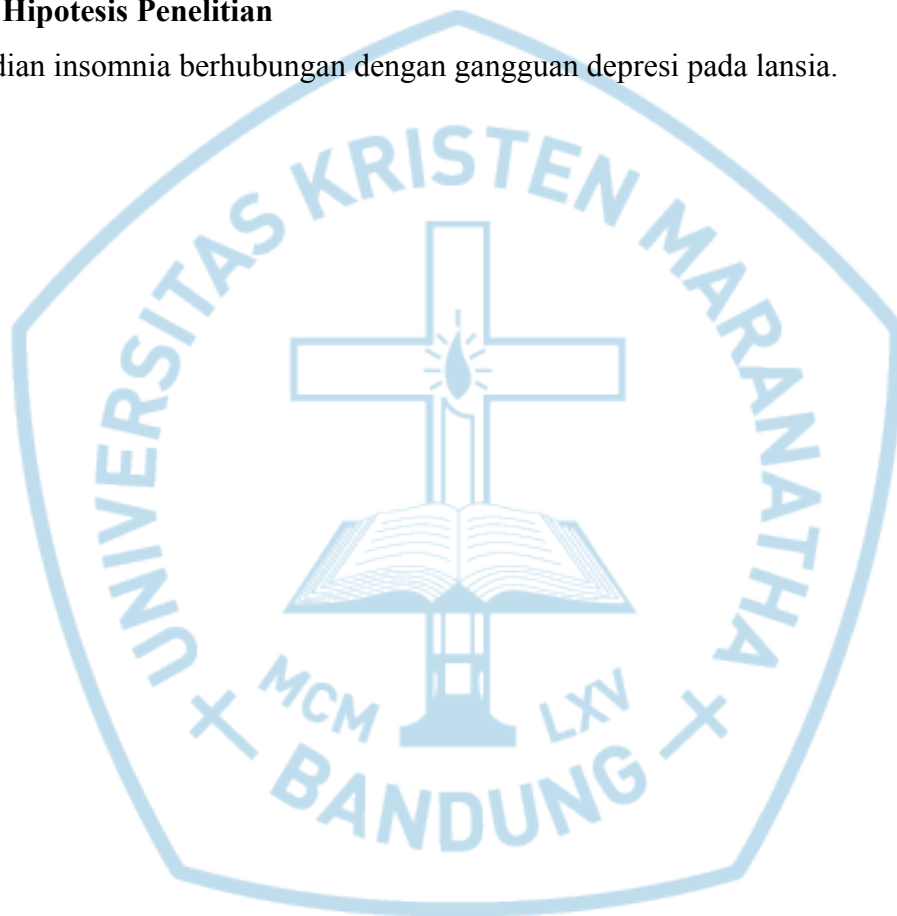 Hipotesis Penelitian
dian insomnia berhubungan dengan gangguan depresi pada lansia.
UNIVERSITAS KRISTEN MARANATHA
MCM LXV
BANDUNG